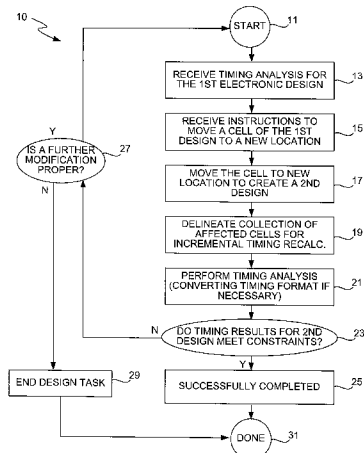 10
START
11
RECEIVE TIMING ANALYSIS FOR
THE 1ST ELECTRONIC DESIGN
13
RECEIVE INSTRUCTIONS TO
MOVE A CELL OF THE 1ST
DESIGN TO A NEW LOCATION
15
MOVE THE CELL TO NEW
LOCATION TO CREATE A 2ND
DESIGN
17
DELINEATE COLLECTION OF
AFFECTED CELLS FOR
INCREMENTAL TIMING RECALC.
19
PERFORM TIMING ANALYSIS
(CONVERTING TIMING FORMAT IF
NECESSARY)
21
DO TIMING RESULTS FOR 2ND
DESIGN MEET CONSTRAINTS?
23
N
Y
Y
IS A FURTHER
MODIFICATION
PROPER?
27
N
SUCCESSFULLY COMPLETED
25
END DESIGN TASK
29
DONE
31